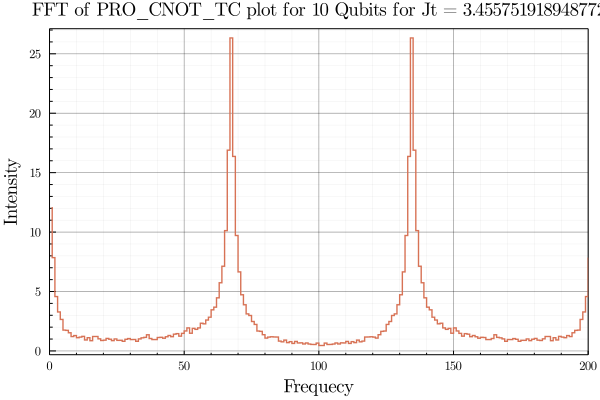 FFT of PRO_CNOT_TC plot for 10 Qubits for Jt = 3.455751918948772
Intensity
25
20
15
10
5
0
0 50 100 150 200
Frequecy